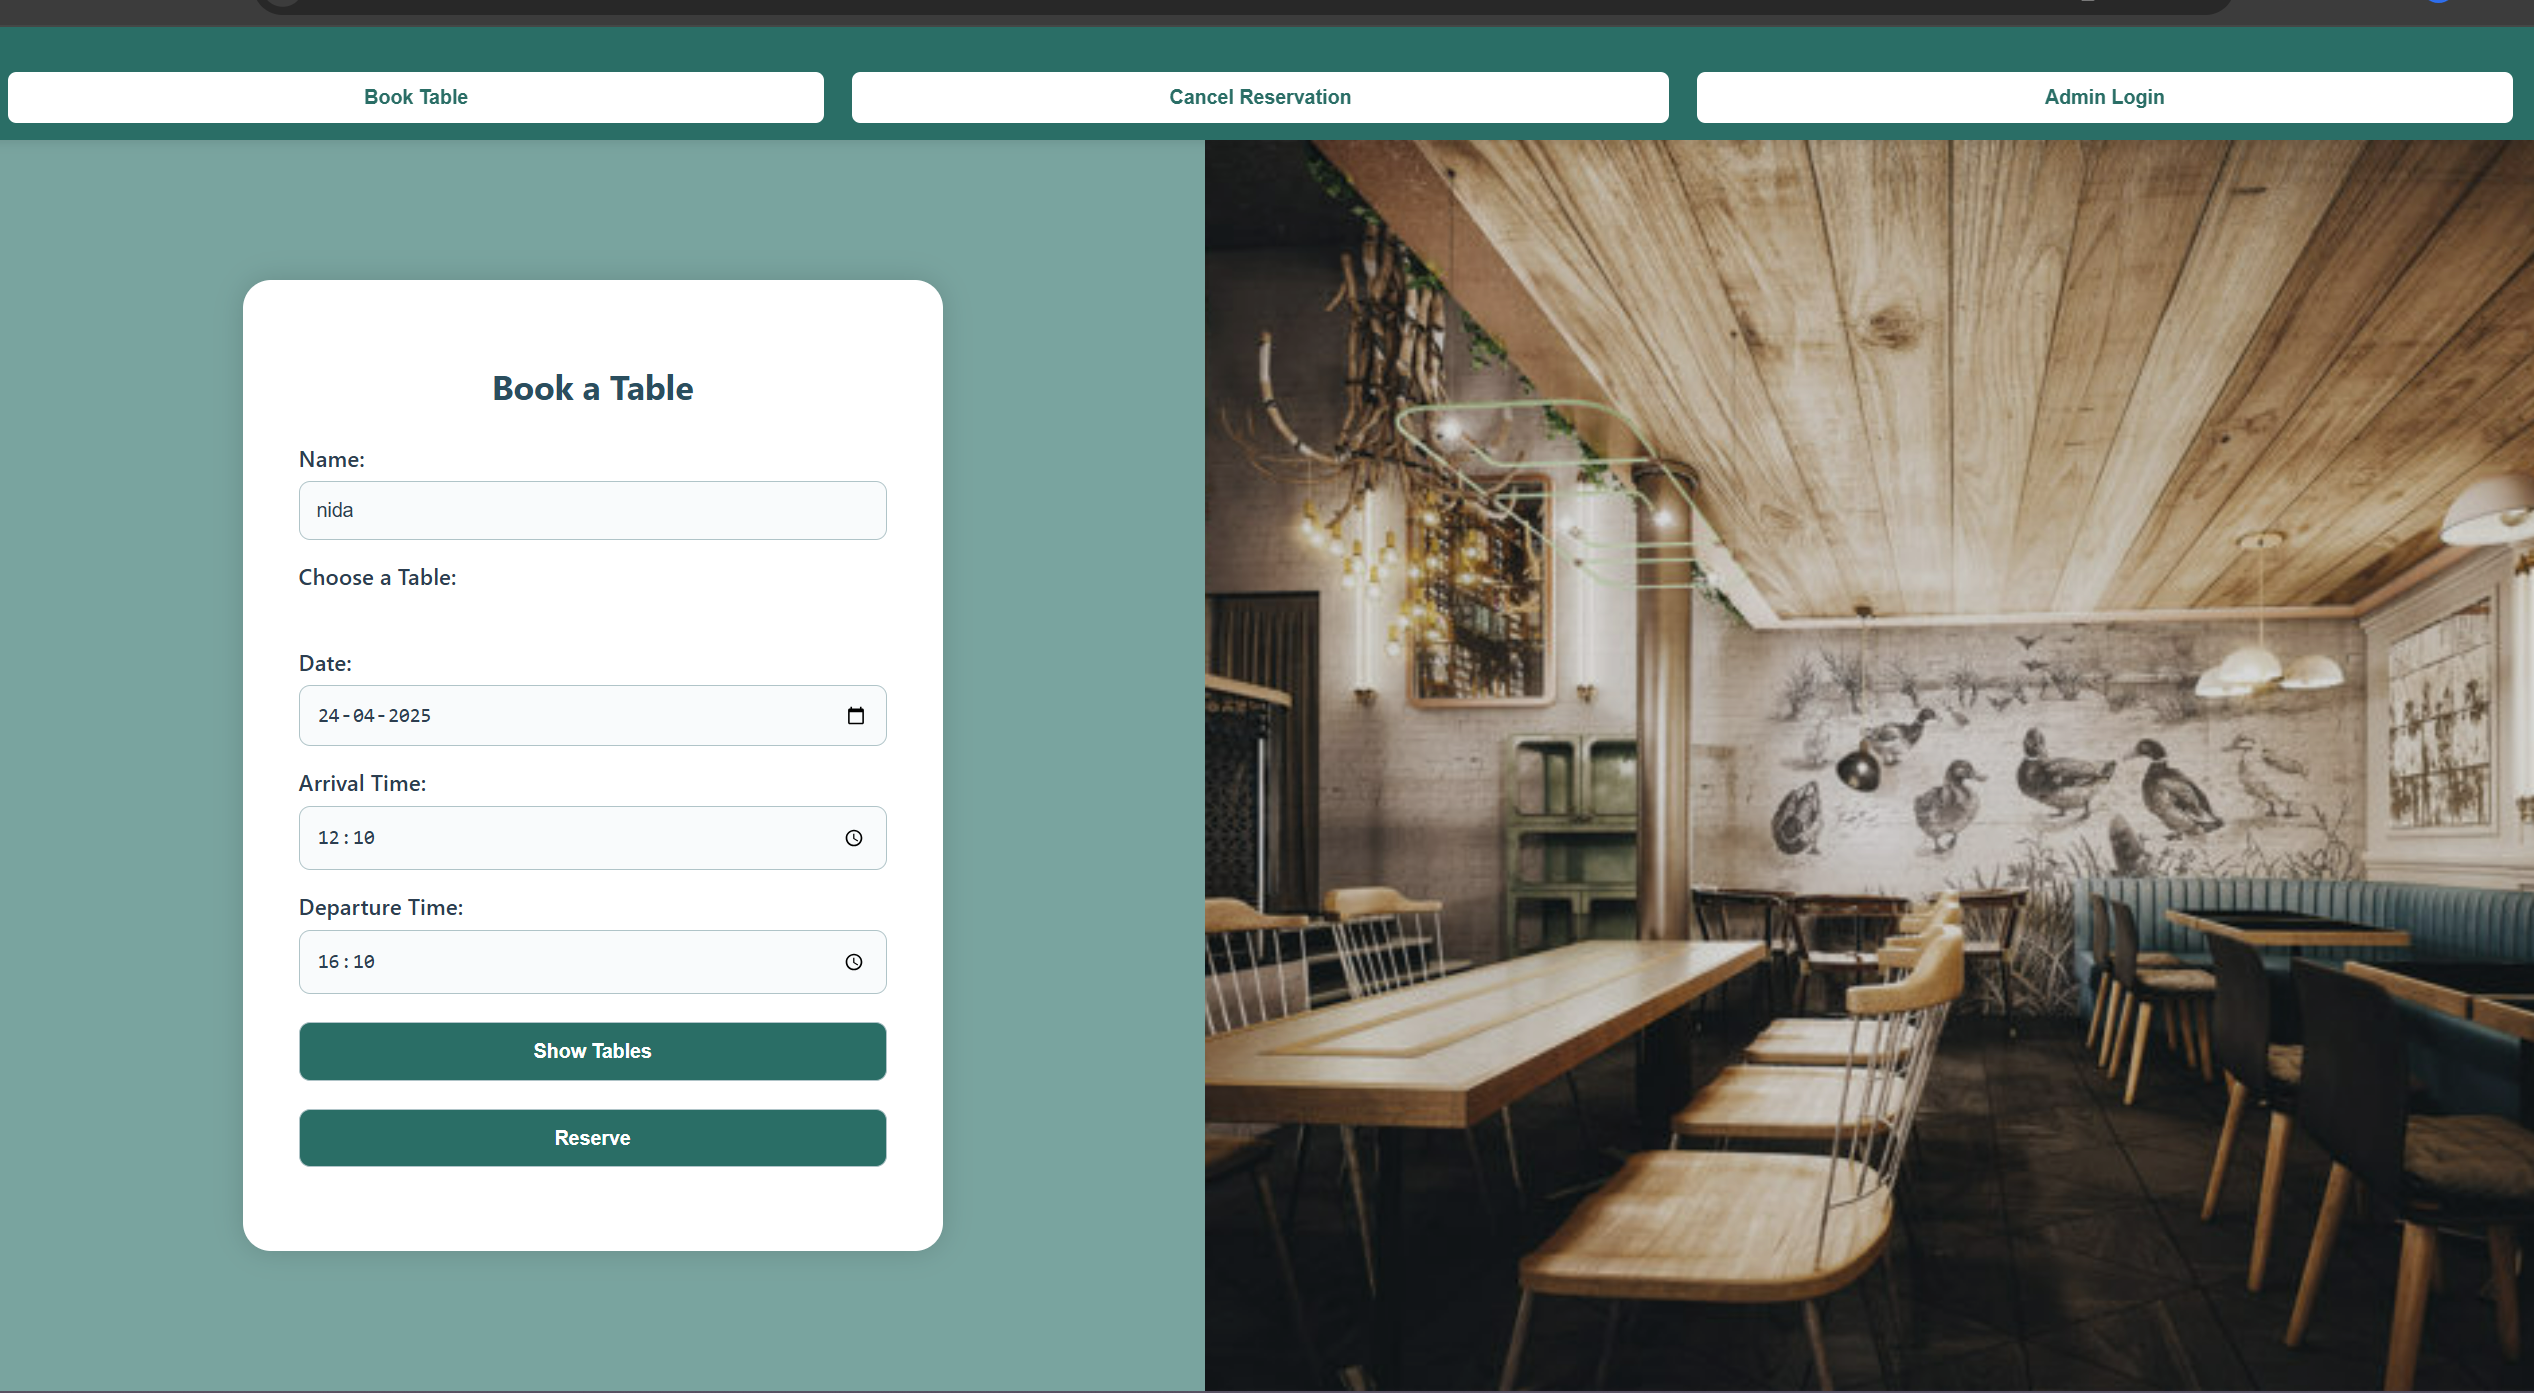 Book Table
Cancel Reservation
Admin Login
Book a Table
Name:
nida
Choose a Table:
Date:
24-04-2025
Arrival Time:
12:10
Departure Time:
16:10
Show Tables
Reserve